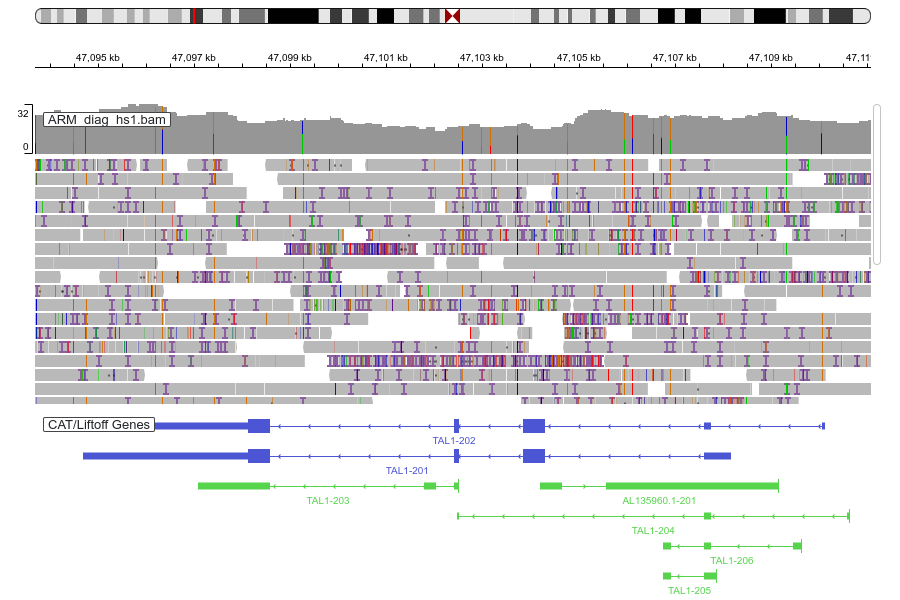 47,095 kb 47,097 kb 47,099 kb 47,101 kb 47,103 kb 47,105 kb 47,107 kb 47,109 kb 47,11
32
ARM_diag_hs1.bam
0
CAT/Liftoff Genes
TAL1-202
TAL1-201
TAL1-203 AL135960.1-201
TAL1-204
TAL1-206
TAL1-205